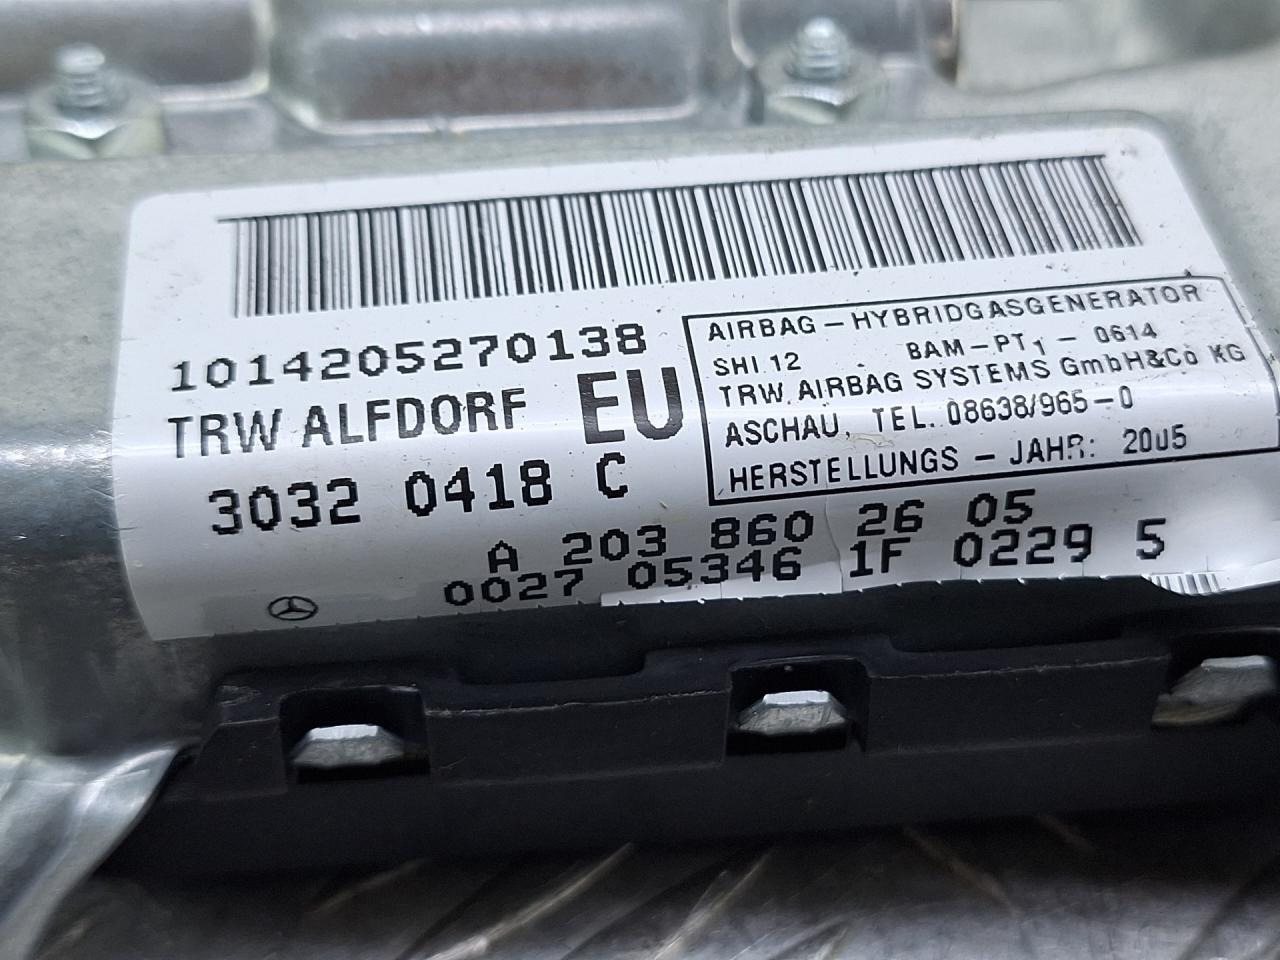 1014205270138
TRW ALFDORF EU
3032 0418 C
AIRBAG – HYBRIDGASGENERATOR
SHI 12 BAM – PT1 – 0614
TRW. AIRBAG SYSTEMS GmbH&Co KG
ASCHAU, TEL. 08638/965-0
HERSTELLUNGS – JAHR: 2005
A 203 860 26 05
0027 05346 1F 0229 5